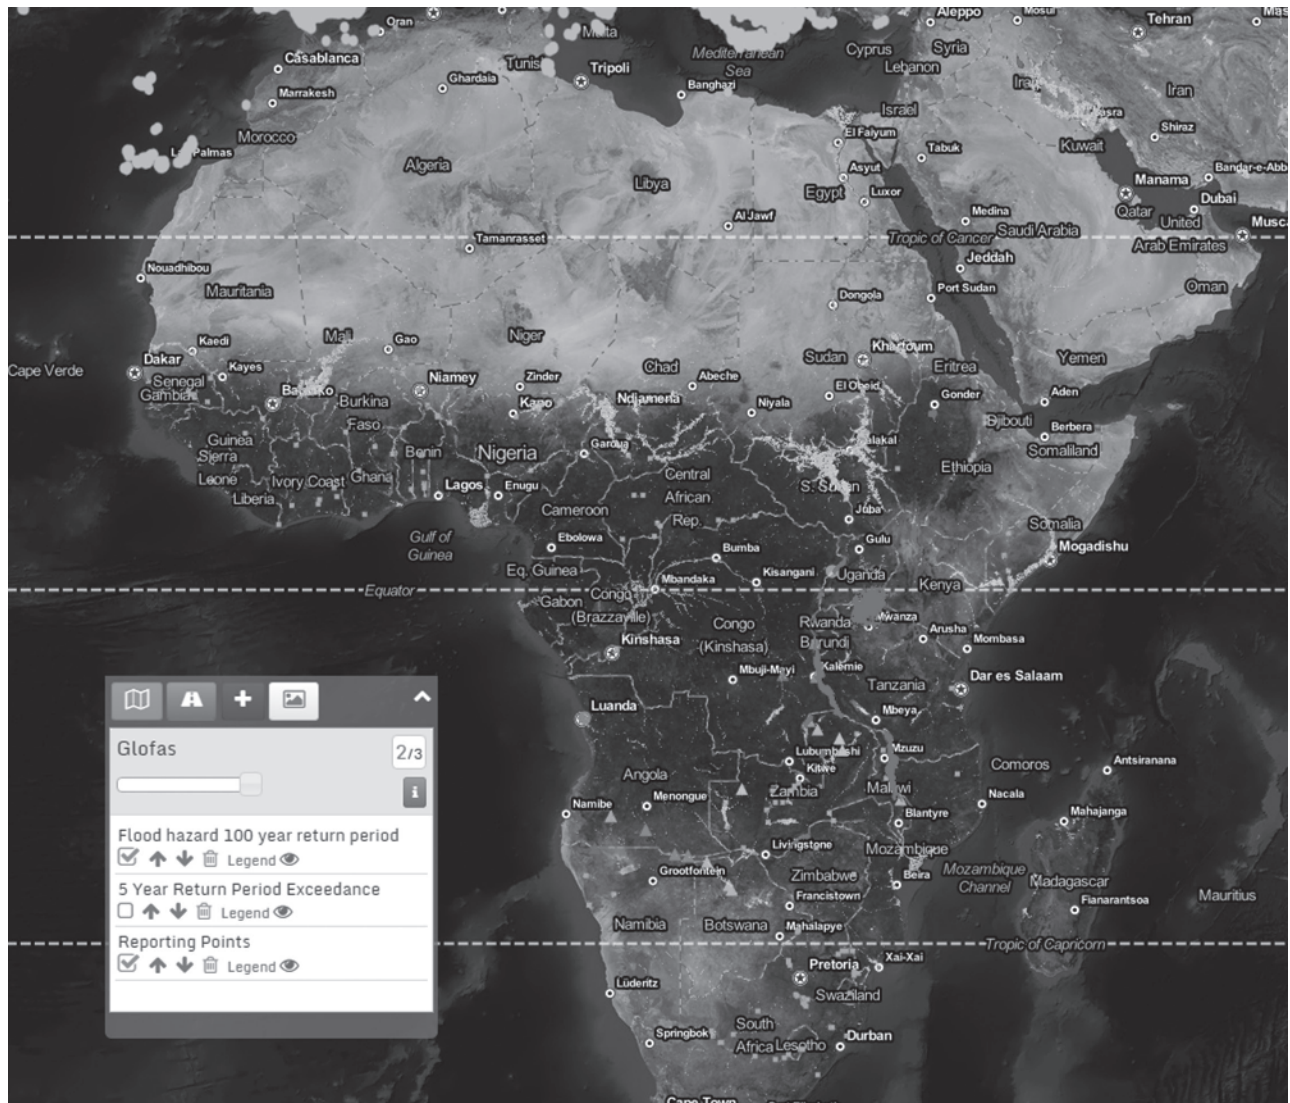 Oran
Aleppo
Mosul
Tehran
Malta
Mediterranean
Sea
Cyprus
Syria
Lebanon
Casablanca
Tunis
Tripoli
Ghardaia
Banghazi
Iran
Marrakesh
Israel
Shiraz
Morocco
El Faiyum
Kuwait
Las Palmas
Algeria
Tabuk
Asyut
Bandar-e-Abb
Libya
Egypt
Luxor
Manama
Dubai
Al Jawf
Medina
Qatar
United
Tamanrasset
Tropic of Cancer
Saudi Arabia
Arab Emirates
Musca
Jeddah
Nouadhibou
Mauritania
Dongola
Port Sudan
Oman
Mali
Gao
Niger
Kaedi
Khartoum
Dakar
Sudan
Yemen
Cape Verde
Kayes
Chad
Eritrea
Senegal
Gambia
Bamako
Niamey
Zinder
Abeche
El Obeid
Gonder
Aden
Burkina
Faso
Kano
Ndjamena
Niyala
Djibouti
Berbera
Guinea
Sierra
Leone
Benin
Nigeria
Garoua
Malakal
Somaliland
Ivory Coast
Ghana
Central
African
Rep.
Ethiopia
Liberia
Lagos
Enugu
S. Sudan
Cameroon
Juba
Somalia
Gulf of
Guinea
Ebolowa
Bumba
Gulu
Mogadishu
Eq. Guinea
Kisangani
Uganda
Equator
Mbandaka
Kenya
Gabon
Congo
(Brazzaville)
Congo
(Kinshasa)
Rwanda
Burundi
Mwanza
Arusha
Mombasa
Kinshasa
Mbuji-Mayi
Kalemie
Tanzania
Dar es Salaam
Luanda
Mbeya
Lubumbashi
Mzuzu
Kitwe
Comoros
Antsiranana
Angola
Zambia
Malawi
Menongue
Namibe
Nacala
Blantyre
Mahajanga
Livingstone
Mozambique
Grootfontein
Zimbabwe
Beira
Mozambique
Channel
Madagascar
Mauritius
Francistown
Fianarantsoa
Namibia
Botswana
Mahalapye
Tropic of Capricorn
Pretoria
Xai-Xai
Lüderitz
Swaziland
Springbok
South
Africa
Lesotho
Durban
Cape Town
Glofas
2/3
i
Flood hazard 100 year return period
Legend
5 Year Return Period Exceedance
Legend
Reporting Points
Legend